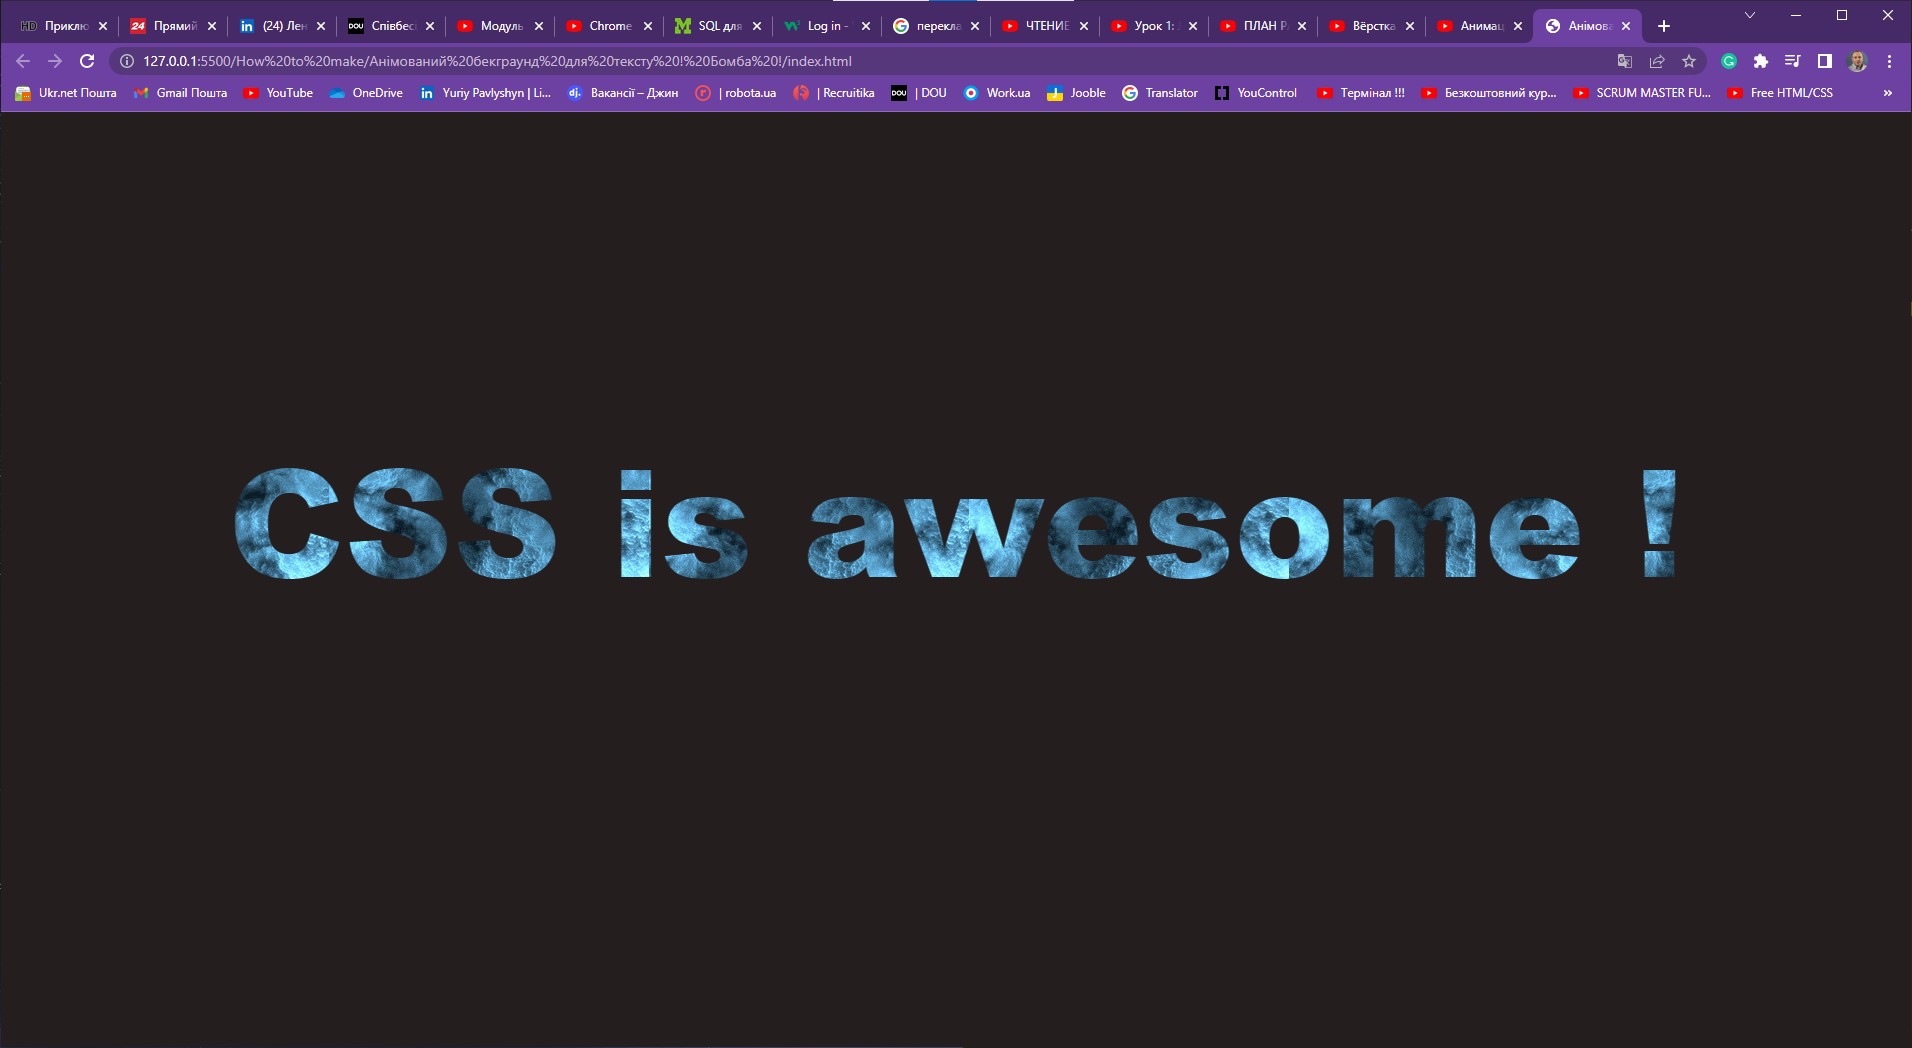 HD Приклю 24 Прямий in (24) Лен DOU Співбес Модуль Chrome SQL для Log in - G перекла ЧТЕНИЕ Урок 1: ПЛАН Вёрстка Анимац Анімова
127.0.0.1:5500/How%20to%20make/Анімований%20бекграунд%20для%20тексту%20!%20Бомба%20!/index.html
Ukr.net Пошта Gmail Пошта YouTube OneDrive in Yuriy Pavlyshyn | Li... dj. Вакансії – Джин r | robota.ua | Recruitika DOU | DOU Work.ua Jooble G Translator YouControl Термінал !!! Безкоштовний кур... SCRUM MASTER FU... Free HTML/CSS »
CSS is awesome !